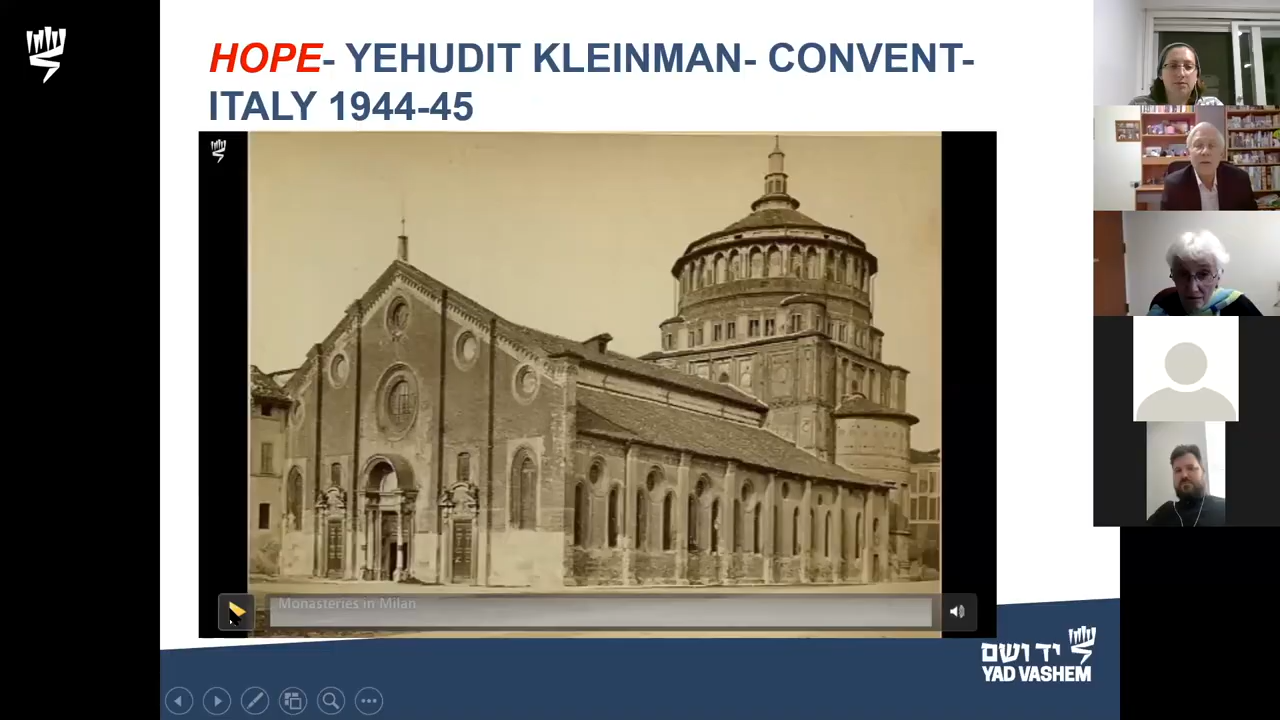 HOPE- YEHUDIT KLEINMAN- CONVENT-
ITALY 1944-45
Monasteries in Milan
יד ושם
YAD VASHEM